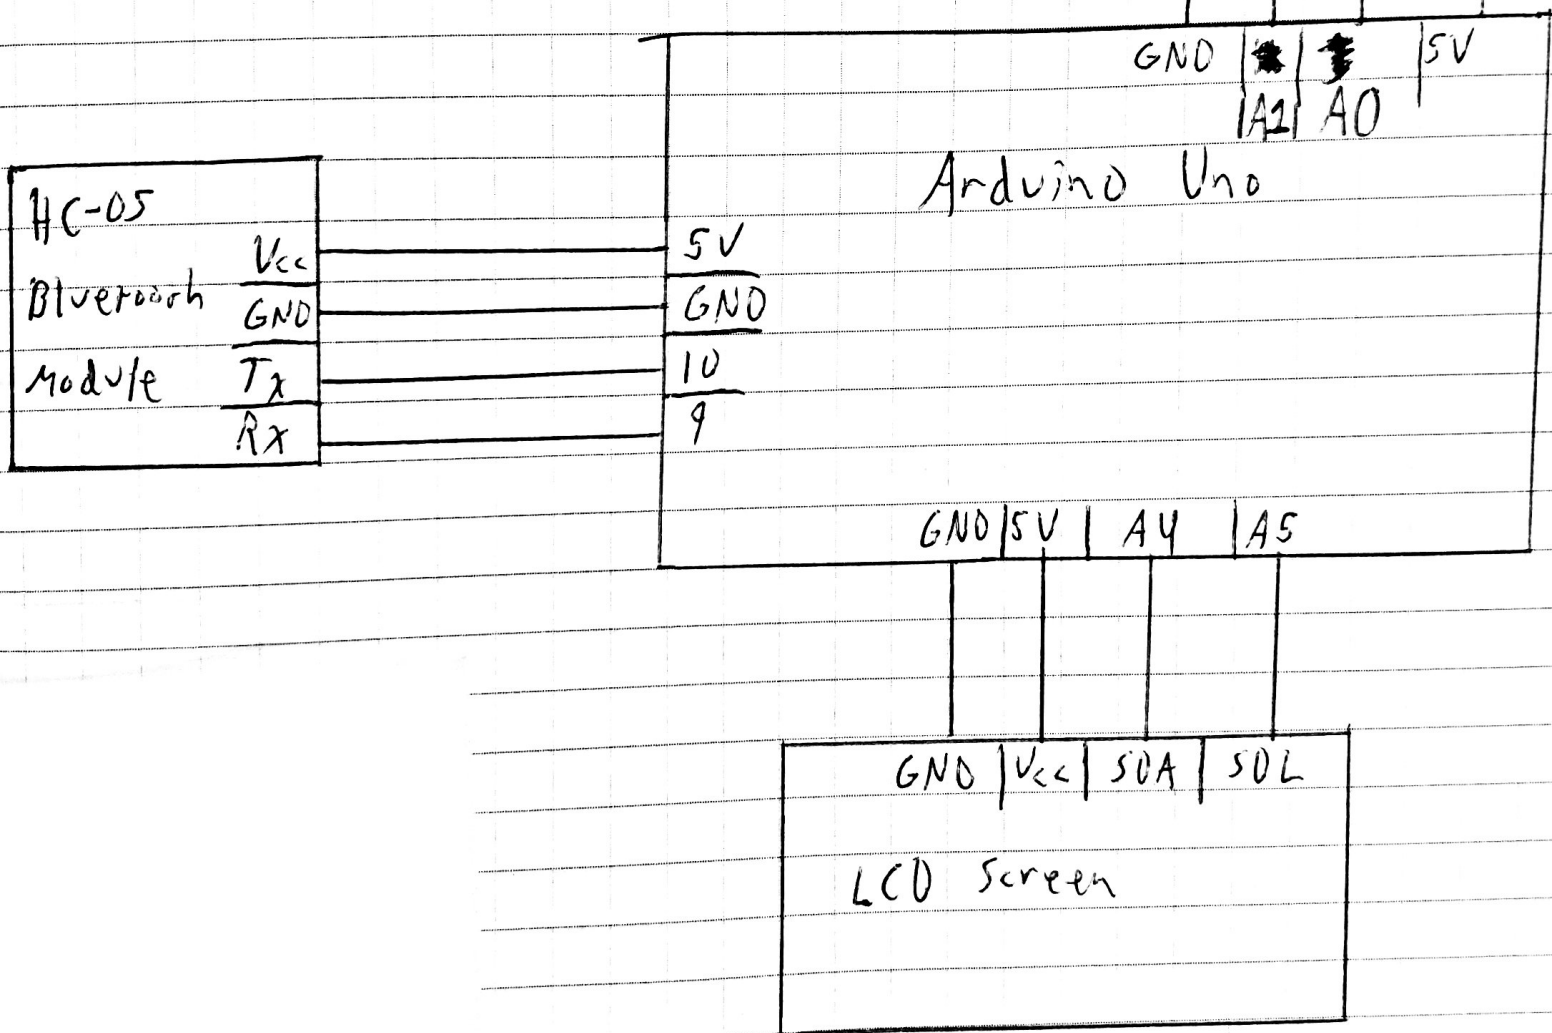 GND | | | 5V
|A1| A0
Arduino Uno
HC-05
Bluetooth
Module
Vcc
GND
Tx
Rx
5V
GND
10
9
GND|5V| A4 |A5
GND |Vcc| SDA | SDL
LCD Screen